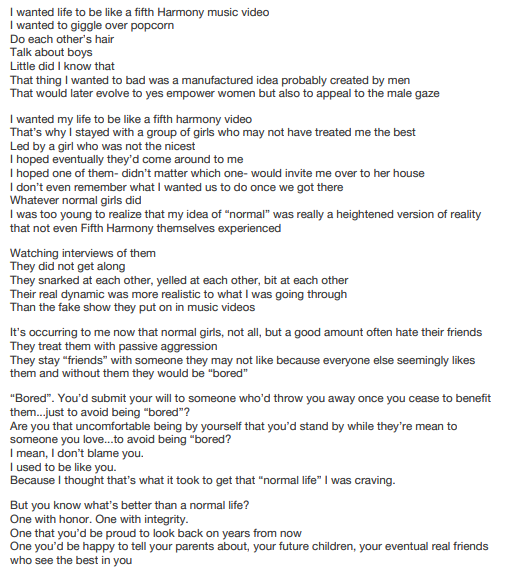 I wanted life to be like a fifth Harmony music video
I wanted to giggle over popcorn
Do each other's hair
Talk about boys
Little did I know that
That thing I wanted to bad was a manufactured idea probably created by men
That would later evolve to yes empower women but also to appeal to the male gaze

I wanted my life to be like a fifth harmony video
That's why I stayed with a group of girls who may not have treated me the best
Led by a girl who was not the nicest
I hoped eventually they'd come around to me
I hoped one of them- didn't matter which one- would invite me over to her house
I don't even remember what I wanted us to do once we got there
Whatever normal girls did
I was too young to realize that my idea of “normal” was really a heightened version of reality
that not even Fifth Harmony themselves experienced

Watching interviews of them
They did not get along
They snarked at each other, yelled at each other, bit at each other
Their real dynamic was more realistic to what I was going through
Than the fake show they put on in music videos

It's occurring to me now that normal girls, not all, but a good amount often hate their friends
They treat them with passive aggression
They stay “friends” with someone they may not like because everyone else seemingly likes
them and without them they would be “bored”

“Bored”. You'd submit your will to someone who'd throw you away once you cease to benefit
them...just to avoid being “bored”?
Are you that uncomfortable being by yourself that you'd stand by while they're mean to
someone you love...to avoid being “bored?
I mean, I don't blame you.
I used to be like you.
Because I thought that's what it took to get that “normal life” I was craving.

But you know what's better than a normal life?
One with honor. One with integrity.
One that you'd be proud to look back on years from now
One you'd be happy to tell your parents about, your future children, your eventual real friends
who see the best in you